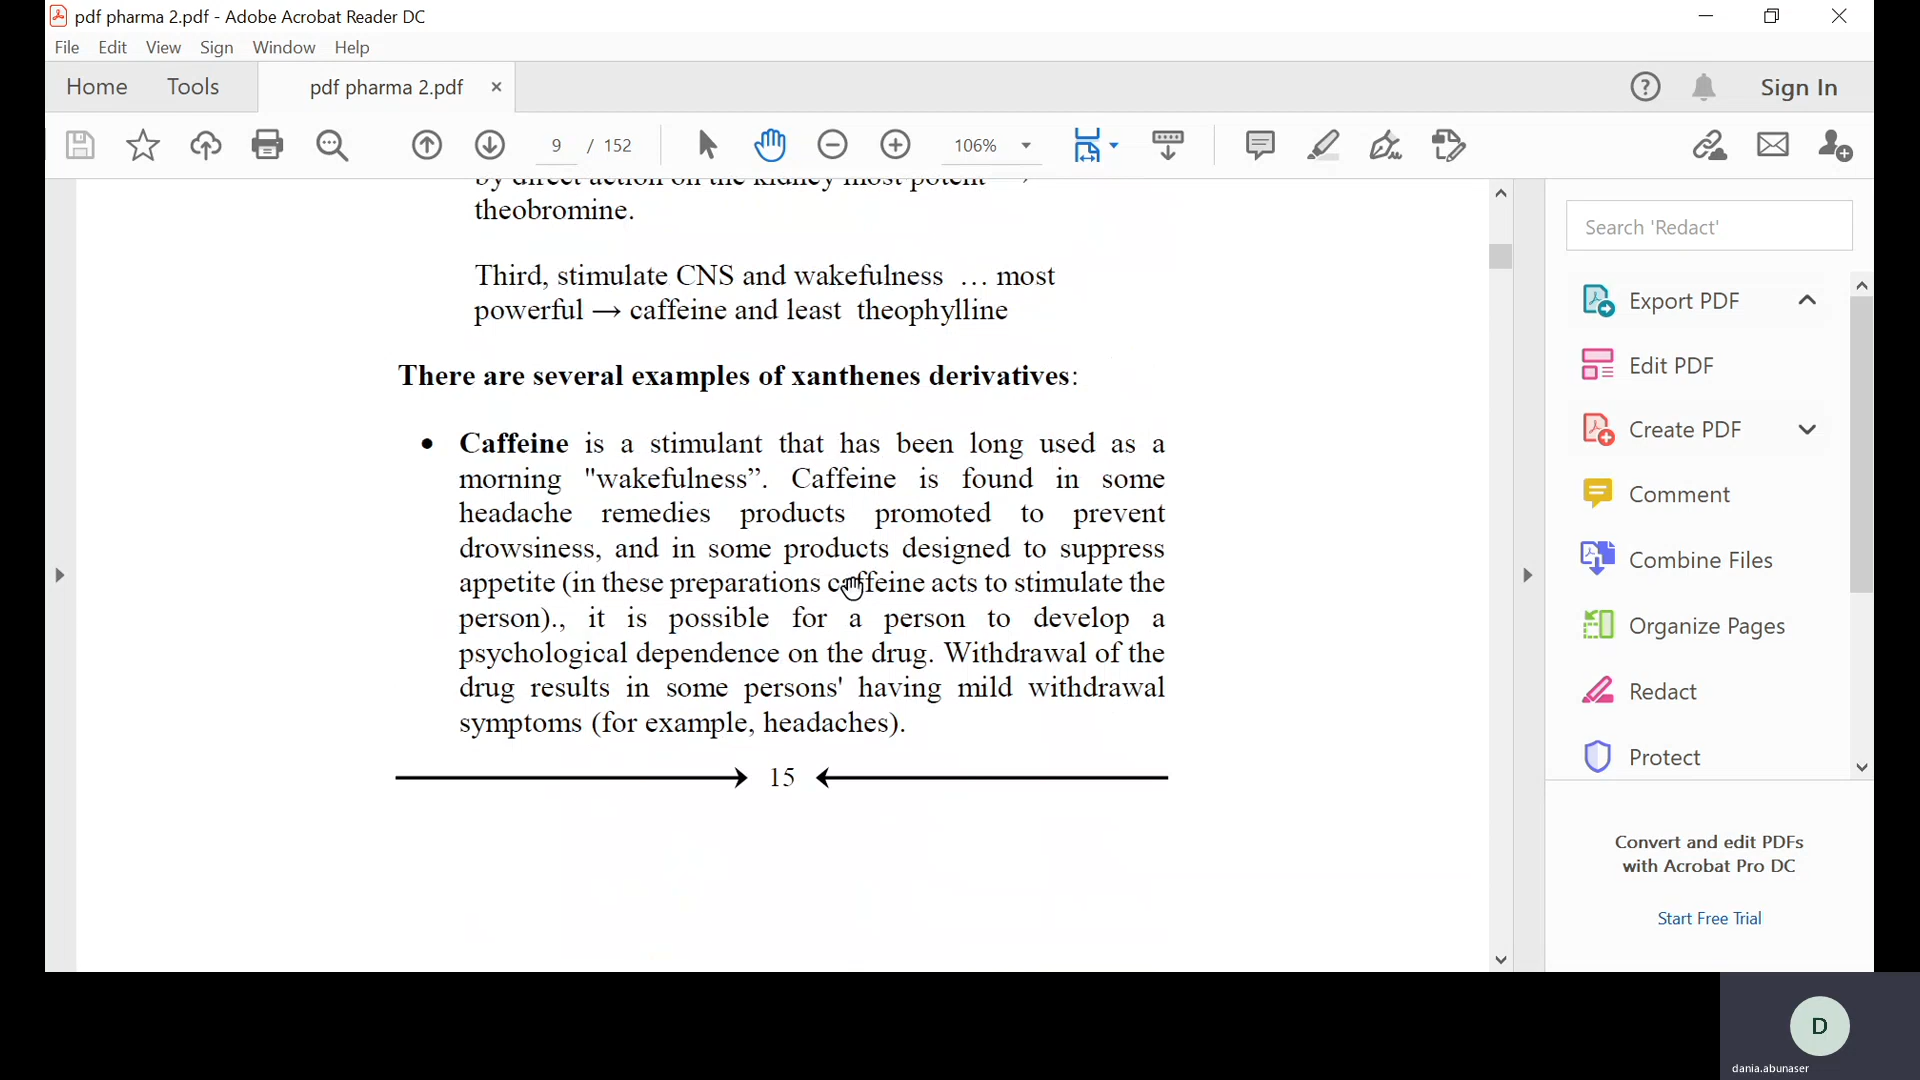 pdf pharma 2.pdf - Adobe Acrobat Reader DC
File Edit View Sign Window Help
Home Tools pdf pharma 2.pdf × Sign In
9 / 152 106%
by direct action on the kidney most potent →
theobromine.
Third, stimulate CNS and wakefulness … most
powerful → caffeine and least theophylline
There are several examples of xanthenes derivatives:
• Caffeine is a stimulant that has been long used as a
morning "wakefulness”. Caffeine is found in some
headache remedies products promoted to prevent
drowsiness, and in some products designed to suppress
appetite (in these preparations caffeine acts to stimulate the
person)., it is possible for a person to develop a
psychological dependence on the drug. Withdrawal of the
drug results in some persons' having mild withdrawal
symptoms (for example, headaches).
15
Search 'Redact'
Export PDF
Edit PDF
Create PDF
Comment
Combine Files
Organize Pages
Redact
Protect
Convert and edit PDFs
with Acrobat Pro DC
Start Free Trial
D
dania.abunaser